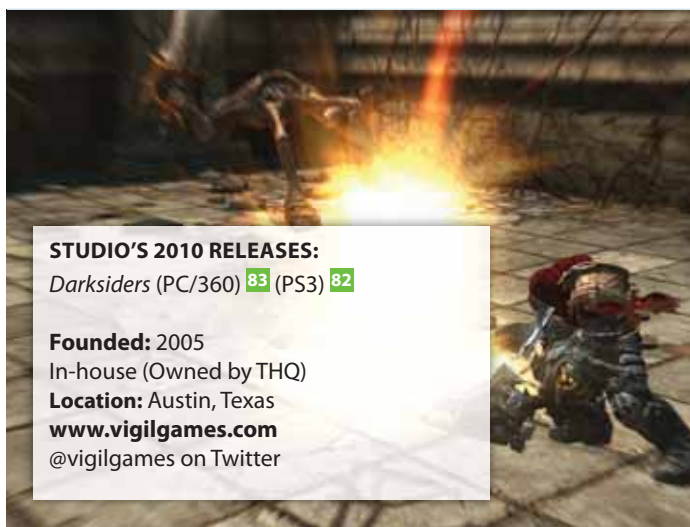 STUDIO'S 2010 RELEASES:
Darksiders (PC/360) 83 (PS3) 82
Founded: 2005
In-house (Owned by THQ)
Location: Austin, Texas
www.vigilgames.com
@vigilgames on Twitter